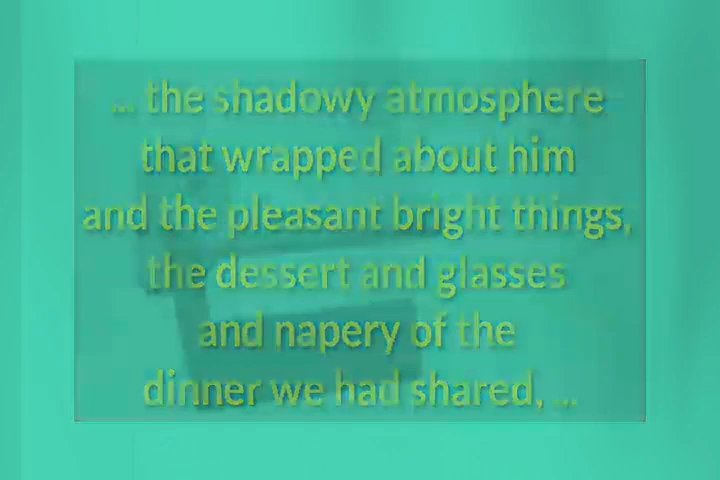 ... the shadowy atmosphere
that wrapped about him
and the pleasant bright things,
the dessert and glasses
and napery of the
dinner we had shared, ...